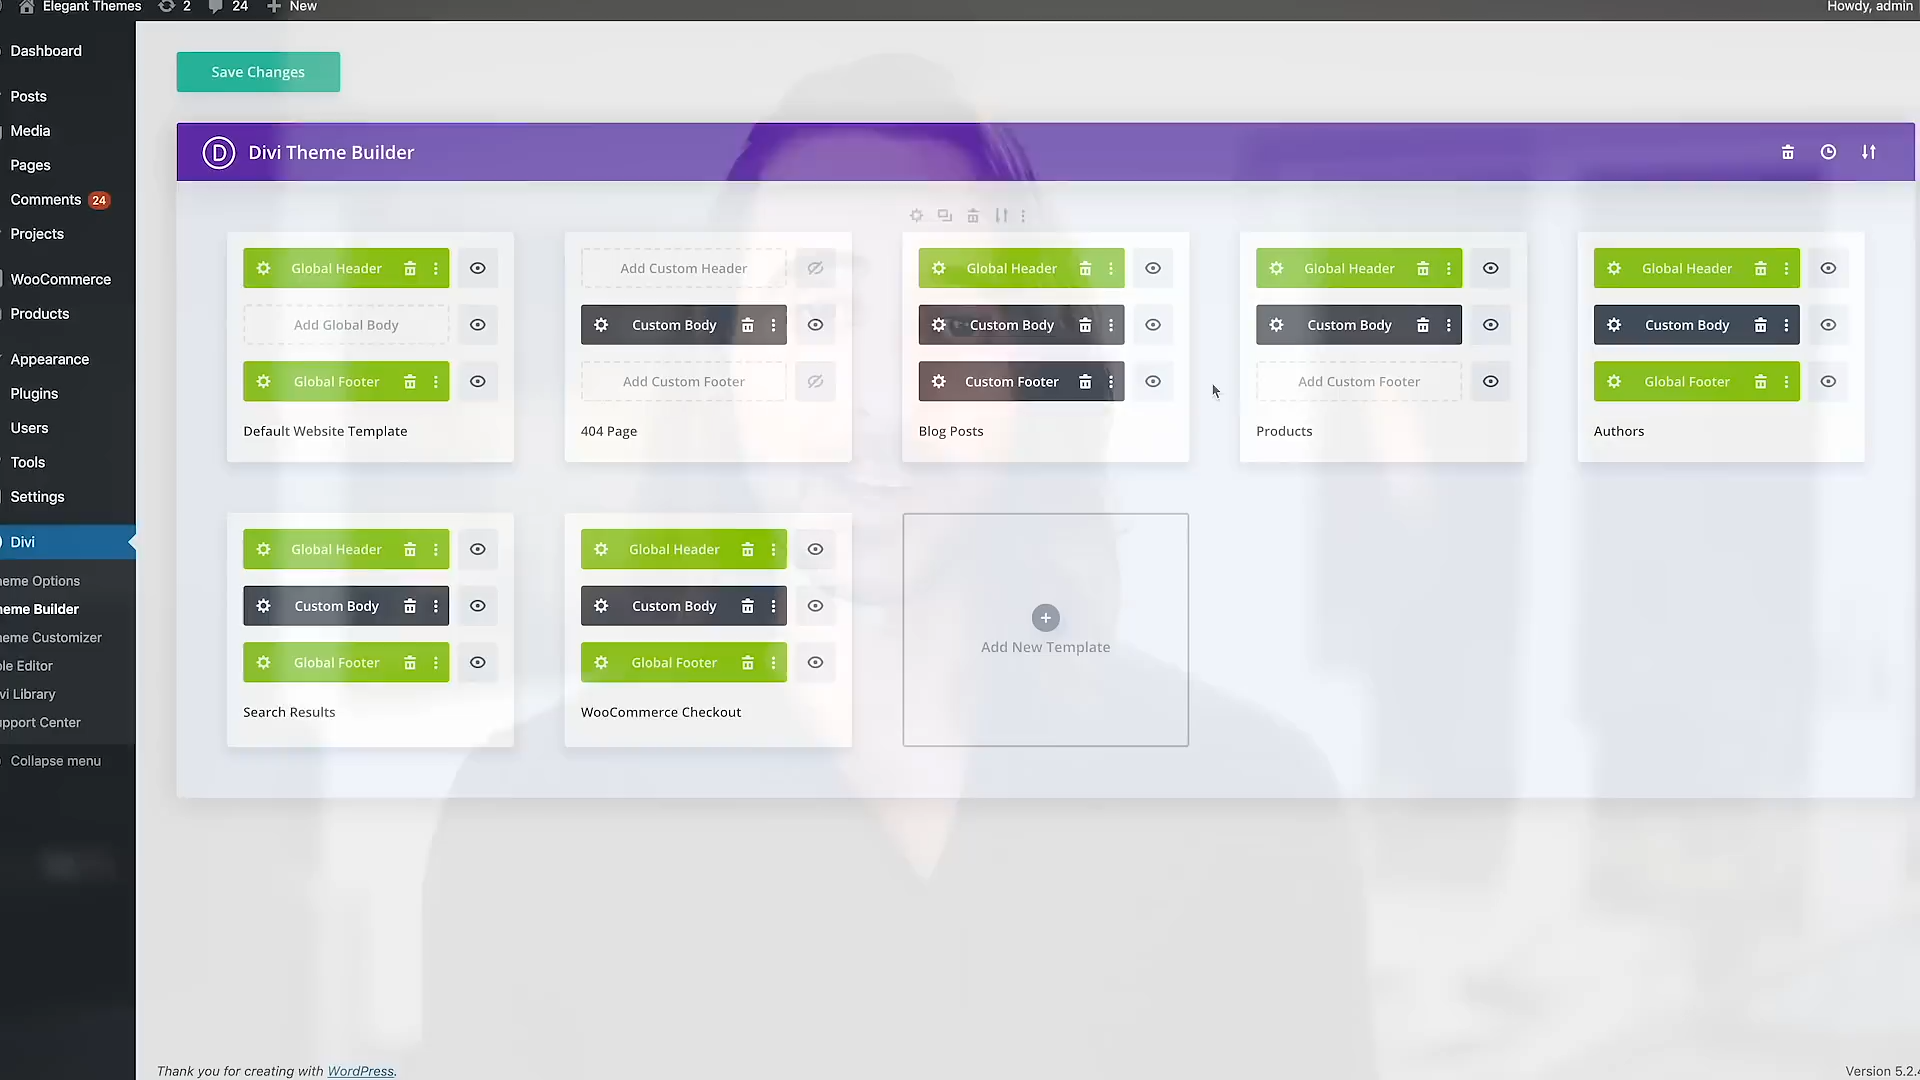 Elegant Themes 2 24 New Howdy, admin
Dashboard
Posts
Media
Pages
Comments 24
Projects
WooCommerce
Products
Appearance
Plugins
Users
Tools
Settings
Divi
eme Options
eme Builder
eme Customizer
le Editor
vi Library
pport Center
Collapse menu
Save Changes
D Divi Theme Builder
Global Header
Add Global Body
Global Footer
Default Website Template
Add Custom Header
Custom Body
Add Custom Footer
404 Page
Global Header
Custom Body
Custom Footer
Blog Posts
Global Header
Custom Body
Add Custom Footer
Products
Global Header
Custom Body
Global Footer
Authors
Global Header
Custom Body
Global Footer
Search Results
Global Header
Custom Body
Global Footer
WooCommerce Checkout
Add New Template
Thank you for creating with WordPress.
Version 5.2.4